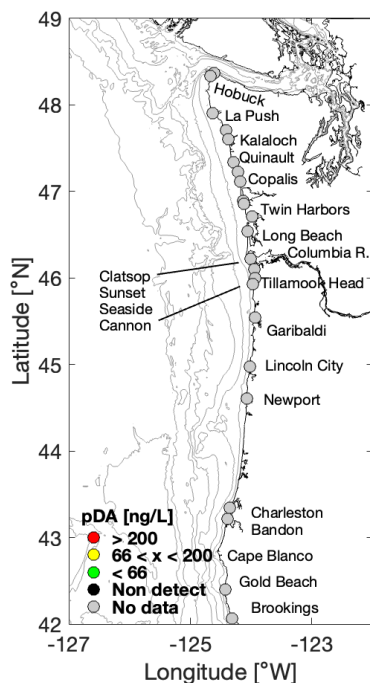 49
48
47
46
45
44
43
42
Latitude [°N]
Hobuck
La Push
Kalaloch
Quinault
Copalis
Twin Harbors
Long Beach
Columbia R.
Clatsop
Sunset
Seaside
Cannon
Tillamook Head
Garibaldi
Lincoln City
Newport
Charleston
Bandon
Cape Blanco
Gold Beach
Brookings
pDA [ng/L]
> 200
66 < x < 200
< 66
Non detect
No data
-127
-125
-123
Longitude [°W]